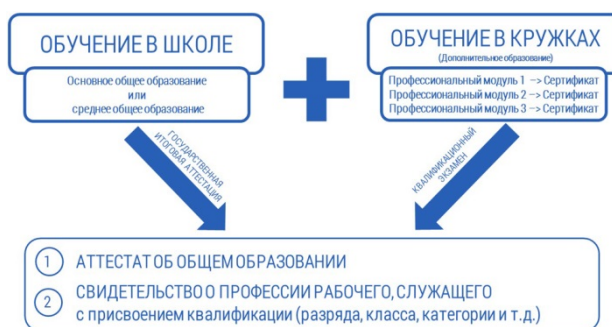 ОБУЧЕНИЕ В ШКОЛЕ
Основное общее образование
или
среднее общее образование
ОБУЧЕНИЕ В КРУЖКАХ
(Дополнительное образование)
Профессиональный модуль 1 –> Сертификат
Профессиональный модуль 2 –> Сертификат
Профессиональный модуль 3 –> Сертификат
ГОСУДАРСТВЕННАЯ
ИТОГОВАЯ АТТЕСТАЦИЯ
КВАЛИФИКАЦИОННЫЙ
ЭКЗАМЕН
1 АТТЕСТАТ ОБ ОБЩЕМ ОБРАЗОВАНИИ
2 СВИДЕТЕЛЬСТВО О ПРОФЕССИИ РАБОЧЕГО, СЛУЖАЩЕГО
с присвоением квалификации (разряда, класса, категории и т.д.)